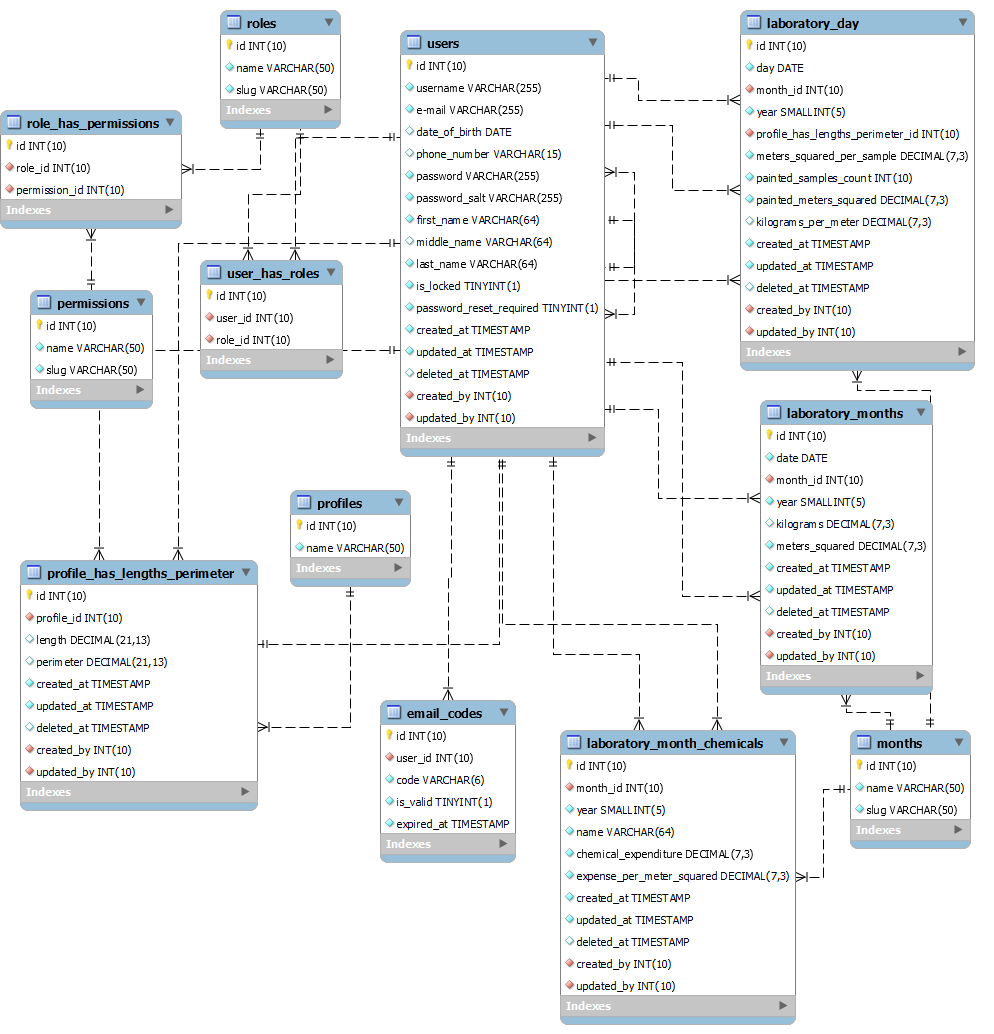 roles
id INT(10)
name VARCHAR(50)
slug VARCHAR(50)
Indexes
users
id INT(10)
username VARCHAR(255)
e-mail VARCHAR(255)
date_of_birth DATE
phone_number VARCHAR(15)
password VARCHAR(255)
password_salt VARCHAR(255)
first_name VARCHAR(64)
middle_name VARCHAR(64)
last_name VARCHAR(64)
is_locked TINYINT(1)
password_reset_required TINYINT(1)
created_at TIMESTAMP
updated_at TIMESTAMP
deleted_at TIMESTAMP
created_by INT(10)
updated_by INT(10)
Indexes
laboratory_day
id INT(10)
day DATE
month_id INT(10)
year SMALLINT(5)
profile_has_lengths_perimeter_id INT(10)
meters_squared_per_sample DECIMAL(7,3)
painted_samples_count INT(10)
painted_meters_squared DECIMAL(7,3)
kilograms_per_meter DECIMAL(7,3)
created_at TIMESTAMP
updated_at TIMESTAMP
deleted_at TIMESTAMP
created_by INT(10)
updated_by INT(10)
Indexes
role_has_permissions
id INT(10)
role_id INT(10)
permission_id INT(10)
Indexes
user_has_roles
id INT(10)
user_id INT(10)
role_id INT(10)
Indexes
permissions
id INT(10)
name VARCHAR(50)
slug VARCHAR(50)
Indexes
laboratory_months
id INT(10)
date DATE
month_id INT(10)
year SMALLINT(5)
kilograms DECIMAL(7,3)
meters_squared DECIMAL(7,3)
created_at TIMESTAMP
updated_at TIMESTAMP
deleted_at TIMESTAMP
created_by INT(10)
updated_by INT(10)
Indexes
profiles
id INT(10)
name VARCHAR(50)
Indexes
profile_has_lengths_perimeter
id INT(10)
profile_id INT(10)
length DECIMAL(21,13)
perimeter DECIMAL(21,13)
created_at TIMESTAMP
updated_at TIMESTAMP
deleted_at TIMESTAMP
created_by INT(10)
updated_by INT(10)
Indexes
email_codes
id INT(10)
user_id INT(10)
code VARCHAR(6)
is_valid TINYINT(1)
expired_at TIMESTAMP
Indexes
laboratory_month_chemicals
id INT(10)
month_id INT(10)
year SMALLINT(5)
name VARCHAR(64)
chemical_expenditure DECIMAL(7,3)
expense_per_meter_squared DECIMAL(7,3)
created_at TIMESTAMP
updated_at TIMESTAMP
deleted_at TIMESTAMP
created_by INT(10)
updated_by INT(10)
Indexes
months
id INT(10)
name VARCHAR(50)
slug VARCHAR(50)
Indexes